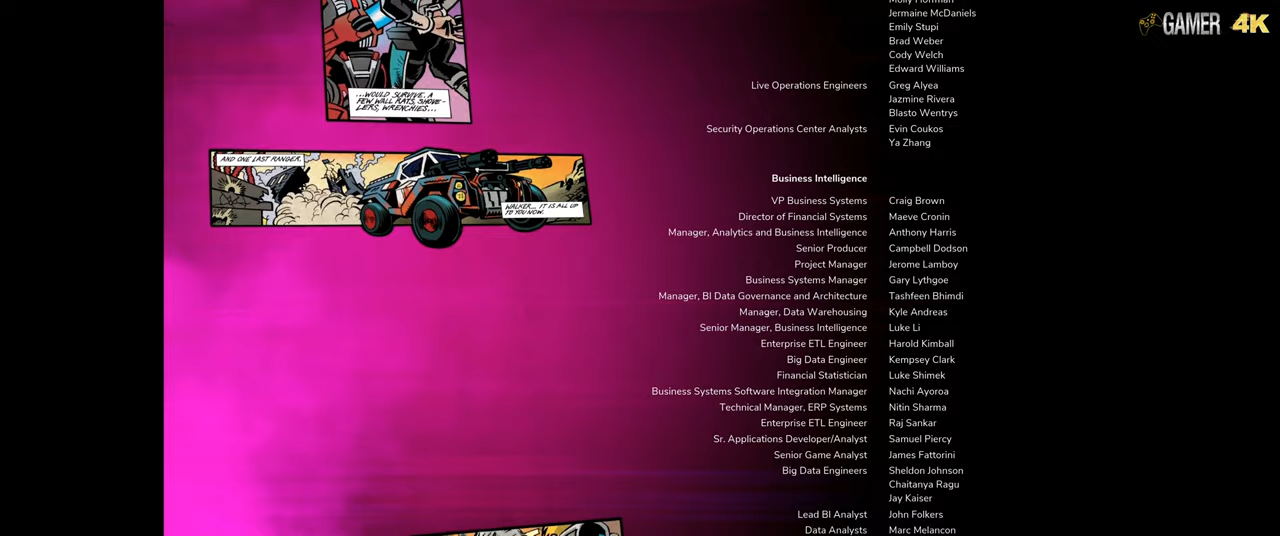 GAMER 4K
...WOULD SURVIVE. A
FEW WALL RATS, SHOVE-
LERS, WRENCHIES...
AND ONE LAST RANGER.
WALKER... IT IS ALL UP
TO YOU NOW.
Molly Hoffman
Jermaine McDaniels
Emily Stupi
Brad Weber
Cody Welch
Edward Williams
Live Operations Engineers Greg Alyea
Jazmine Rivera
Blasto Wentrys
Security Operations Center Analysts Evin Coukos
Ya Zhang
Business Intelligence
VP Business Systems Craig Brown
Director of Financial Systems Maeve Cronin
Manager, Analytics and Business Intelligence Anthony Harris
Senior Producer Campbell Dodson
Project Manager Jerome Lamboy
Business Systems Manager Gary Lythgoe
Manager, BI Data Governance and Architecture Tashfeen Bhimdi
Manager, Data Warehousing Kyle Andreas
Senior Manager, Business Intelligence Luke Li
Enterprise ETL Engineer Harold Kimball
Big Data Engineer Kempsey Clark
Financial Statistician Luke Shimek
Business Systems Software Integration Manager Nachi Ayoroa
Technical Manager, ERP Systems Nitin Sharma
Enterprise ETL Engineer Raj Sankar
Sr. Applications Developer/Analyst Samuel Piercy
Senior Game Analyst James Fattorini
Big Data Engineers Sheldon Johnson
Chaitanya Ragu
Jay Kaiser
Lead BI Analyst John Folkers
Data Analysts Marc Melancon